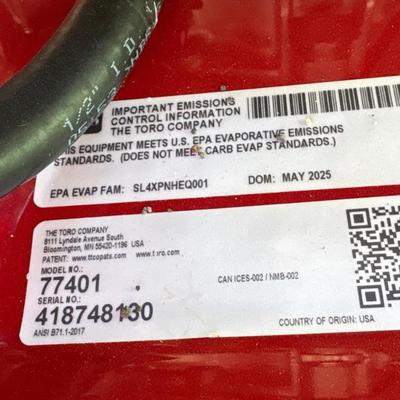 1/2" I.D.
IMPORTANT EMISSIONS
CONTROL INFORMATION
THE TORO COMPANY
THIS EQUIPMENT MEETS U.S. EPA EVAPORATIVE EMISSIONS
STANDARDS. (DOES NOT MEET CARB EVAP STANDARDS.)
EPA EVAP FAM: SL4XPNHEQ001 DOM: MAY 2025
THE TORO COMPANY
8111 Lyndale Avenue South
Bloomington, MN 55420-1196 USA
PATENT: www.ttcopats.com www.toro.com
MODEL NO.:
77401
CAN ICES-002 / NMB-002
SERIAL NO.:
418748130
ANSI B71.1-2017
COUNTRY OF ORIGIN: USA